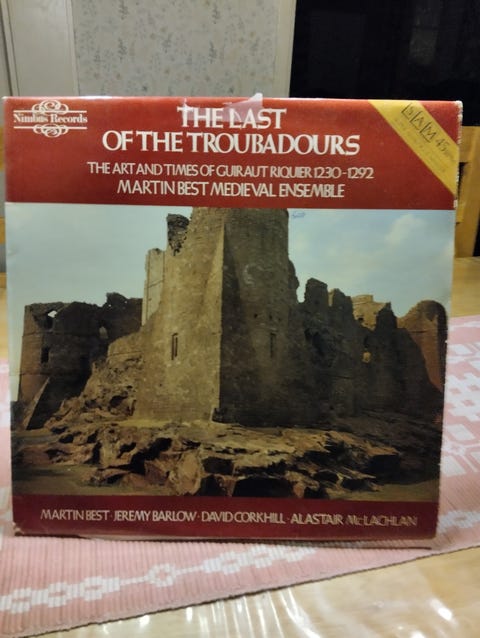 Nimbus Records
THE LAST
OF THE TROUBADOURS
THE ART AND TIMES OF GUIRAUT RIQUIER 1230-1292
MARTIN BEST MEDIEVAL ENSEMBLE
45
MARTIN BEST · JEREMY BARLOW · DAVID CORKHILL · ALASTAIR McLACHLAN